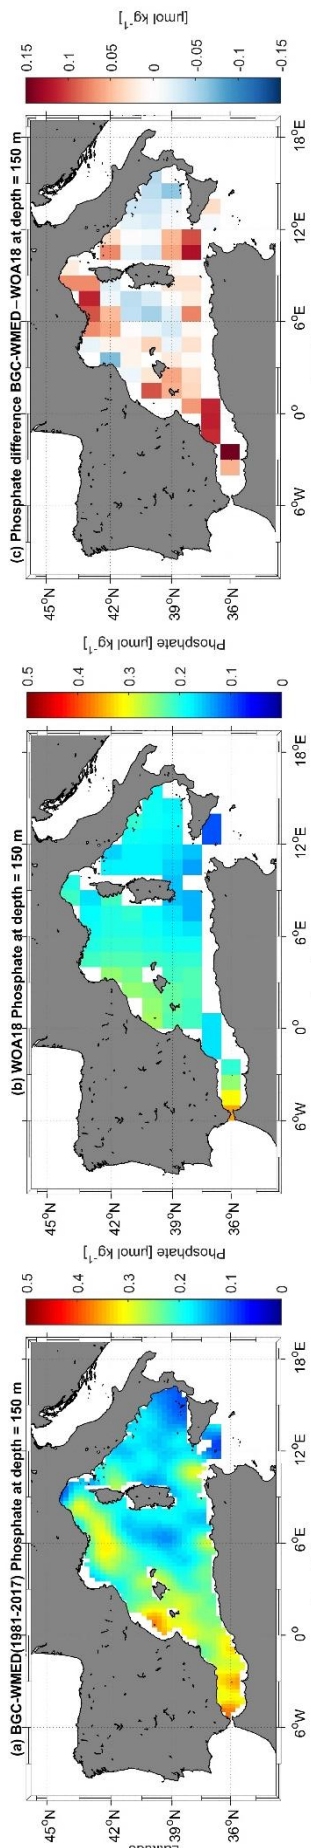 (a) BGC-WMED(1981-2017) Phosphate at depth = 150 m
45°N
42°N
39°N
36°N
6°W
0°
6°E
12°E
18°E
0.5
0.4
0.3
0.2
0.1
0
Phosphate [μmol kg⁻¹]
(b) WOA18 Phosphate at depth = 150 m
45°N
42°N
39°N
36°N
6°W
0°
6°E
12°E
18°E
0.5
0.4
0.3
0.2
0.1
0
Phosphate [μmol kg⁻¹]
(c) Phosphate difference BGC-WMED−WOA18 at depth = 150 m
45°N
42°N
39°N
36°N
6°W
0°
6°E
12°E
18°E
0.15
0.1
0.05
0
-0.05
-0.1
-0.15
[μmol kg⁻¹]